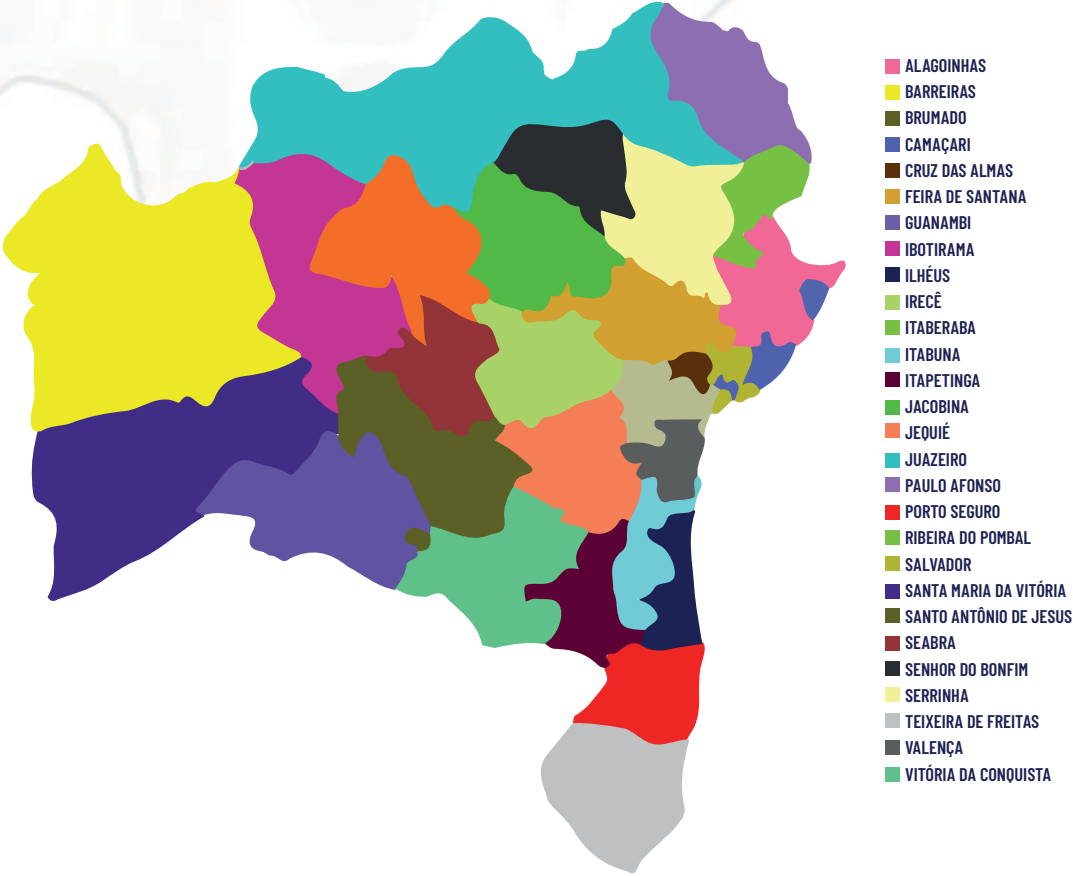 ALAGOINHAS
BARREIRAS
BRUMADO
CAMAÇARI
CRUZ DAS ALMAS
FEIRA DE SANTANA
GUANAMBI
IBOTIRAMA
ILHÉUS
IRECÊ
ITABERABA
ITABUNA
ITAPETINGA
JACOBINA
JEQUIÉ
JUAZEIRO
PAULO AFONSO
PORTO SEGURO
RIBEIRA DO POMBAL
SALVADOR
SANTA MARIA DA VITÓRIA
SANTO ANTÔNIO DE JESUS
SEABRA
SENHOR DO BONFIM
SERRINHA
TEIXEIRA DE FREITAS
VALENÇA
VITÓRIA DA CONQUISTA